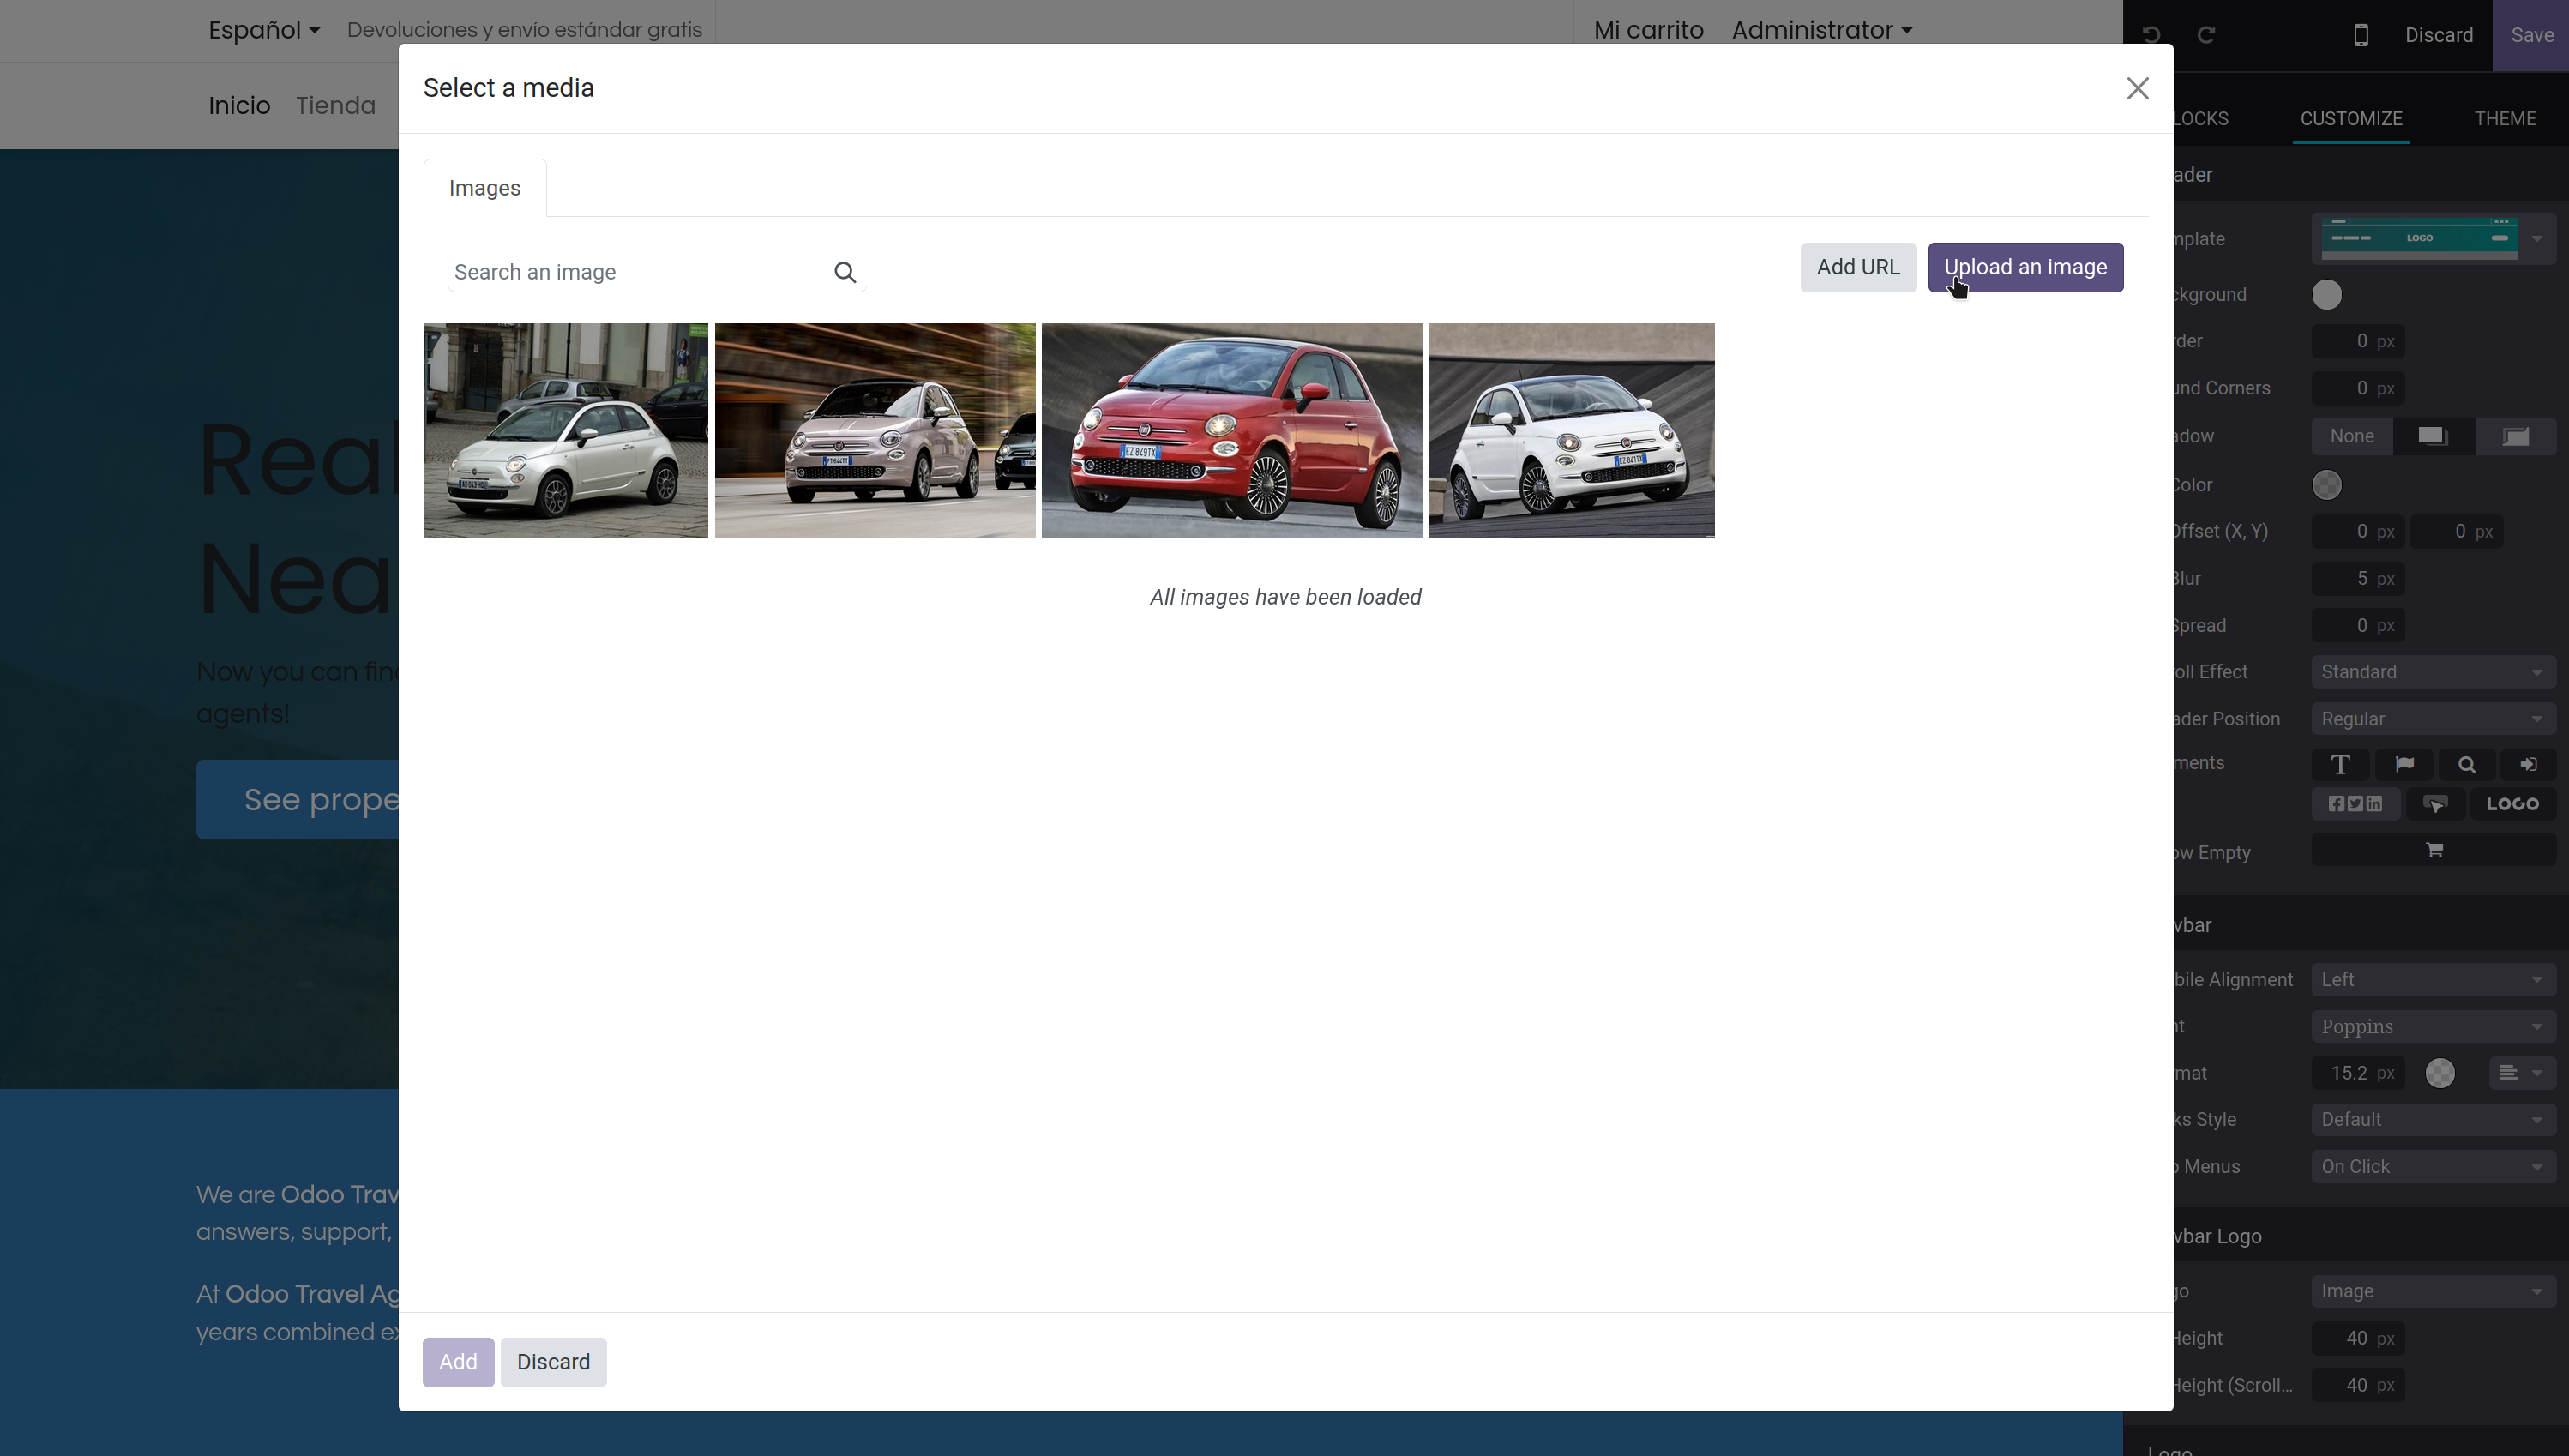 Español
Devoluciones y envío estándar gratis
Mi carrito
Administrator
Discard
Save
Inicio
Tienda
Select a media
LOCKS
CUSTOMIZE
THEME
Images
ader
Search an image
Add URL
Upload an image
mplate
LOGO
ckground
rder
0 px
und Corners
0 px
adow
None
Color
Offset (X, Y)
0 px
0 px
Blur
5 px
Spread
0 px
EZ 849TX
EZ 841TX
All images have been loaded
Real
Nea
Now you can fin
agents!
See prope
oll Effect
Standard
ader Position
Regular
ments
T
LOGO
ow Empty
vbar
bile Alignment
Left
nt
Poppins
mat
15.2 px
ks Style
Default
b Menus
On Click
We are Odoo Trav
answers, support,
At Odoo Travel Ag
years combined ex
vbar Logo
go
Image
Height
40 px
Height (Scroll...
40 px
Logo
Add
Discard